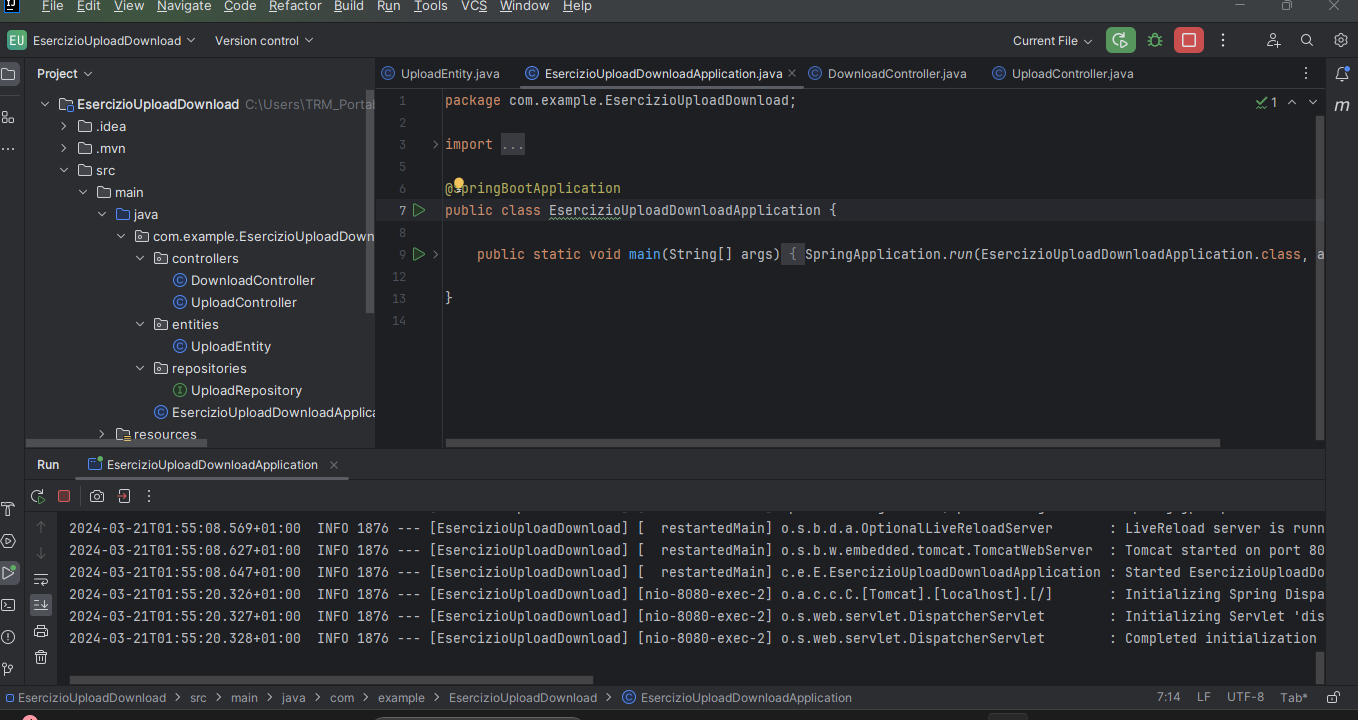 File Edit View Navigate Code Refactor Build Run Tools VCS Window Help
EU EsercizioUploadDownload Version control Current File
Project
UploadEntity.java EsercizioUploadDownloadApplication.java DownloadController.java UploadController.java
EsercizioUploadDownload C:\Users\TRM_Portal
.idea
.mvn
src
main
java
com.example.EsercizioUploadDown
controllers
DownloadController
UploadController
entities
UploadEntity
repositories
UploadRepository
EsercizioUploadDownloadApplica
resources
1 package com.example.EsercizioUploadDownload;
2
3 import ...
5
6 @SpringBootApplication
7 public class EsercizioUploadDownloadApplication {
8
9 public static void main(String[] args) { SpringApplication.run(EsercizioUploadDownloadApplication.class, a
12
13 }
14
1
m
Run EsercizioUploadDownloadApplication
2024-03-21T01:55:08.569+01:00 INFO 1876 --- [EsercizioUploadDownload] [ restartedMain] o.s.b.d.a.OptionalLiveReloadServer : LiveReload server is runn
2024-03-21T01:55:08.627+01:00 INFO 1876 --- [EsercizioUploadDownload] [ restartedMain] o.s.b.w.embedded.tomcat.TomcatWebServer : Tomcat started on port 80
2024-03-21T01:55:08.647+01:00 INFO 1876 --- [EsercizioUploadDownload] [ restartedMain] c.e.E.EsercizioUploadDownloadApplication : Started EsercizioUploadDo
2024-03-21T01:55:20.326+01:00 INFO 1876 --- [EsercizioUploadDownload] [nio-8080-exec-2] o.a.c.c.C.[Tomcat].[localhost].[/] : Initializing Spring Dispa
2024-03-21T01:55:20.327+01:00 INFO 1876 --- [EsercizioUploadDownload] [nio-8080-exec-2] o.s.web.servlet.DispatcherServlet : Initializing Servlet 'dis
2024-03-21T01:55:20.328+01:00 INFO 1876 --- [EsercizioUploadDownload] [nio-8080-exec-2] o.s.web.servlet.DispatcherServlet : Completed initialization
EsercizioUploadDownload > src > main > java > com > example > EsercizioUploadDownload > EsercizioUploadDownloadApplication 7:14 LF UTF-8 Tab*